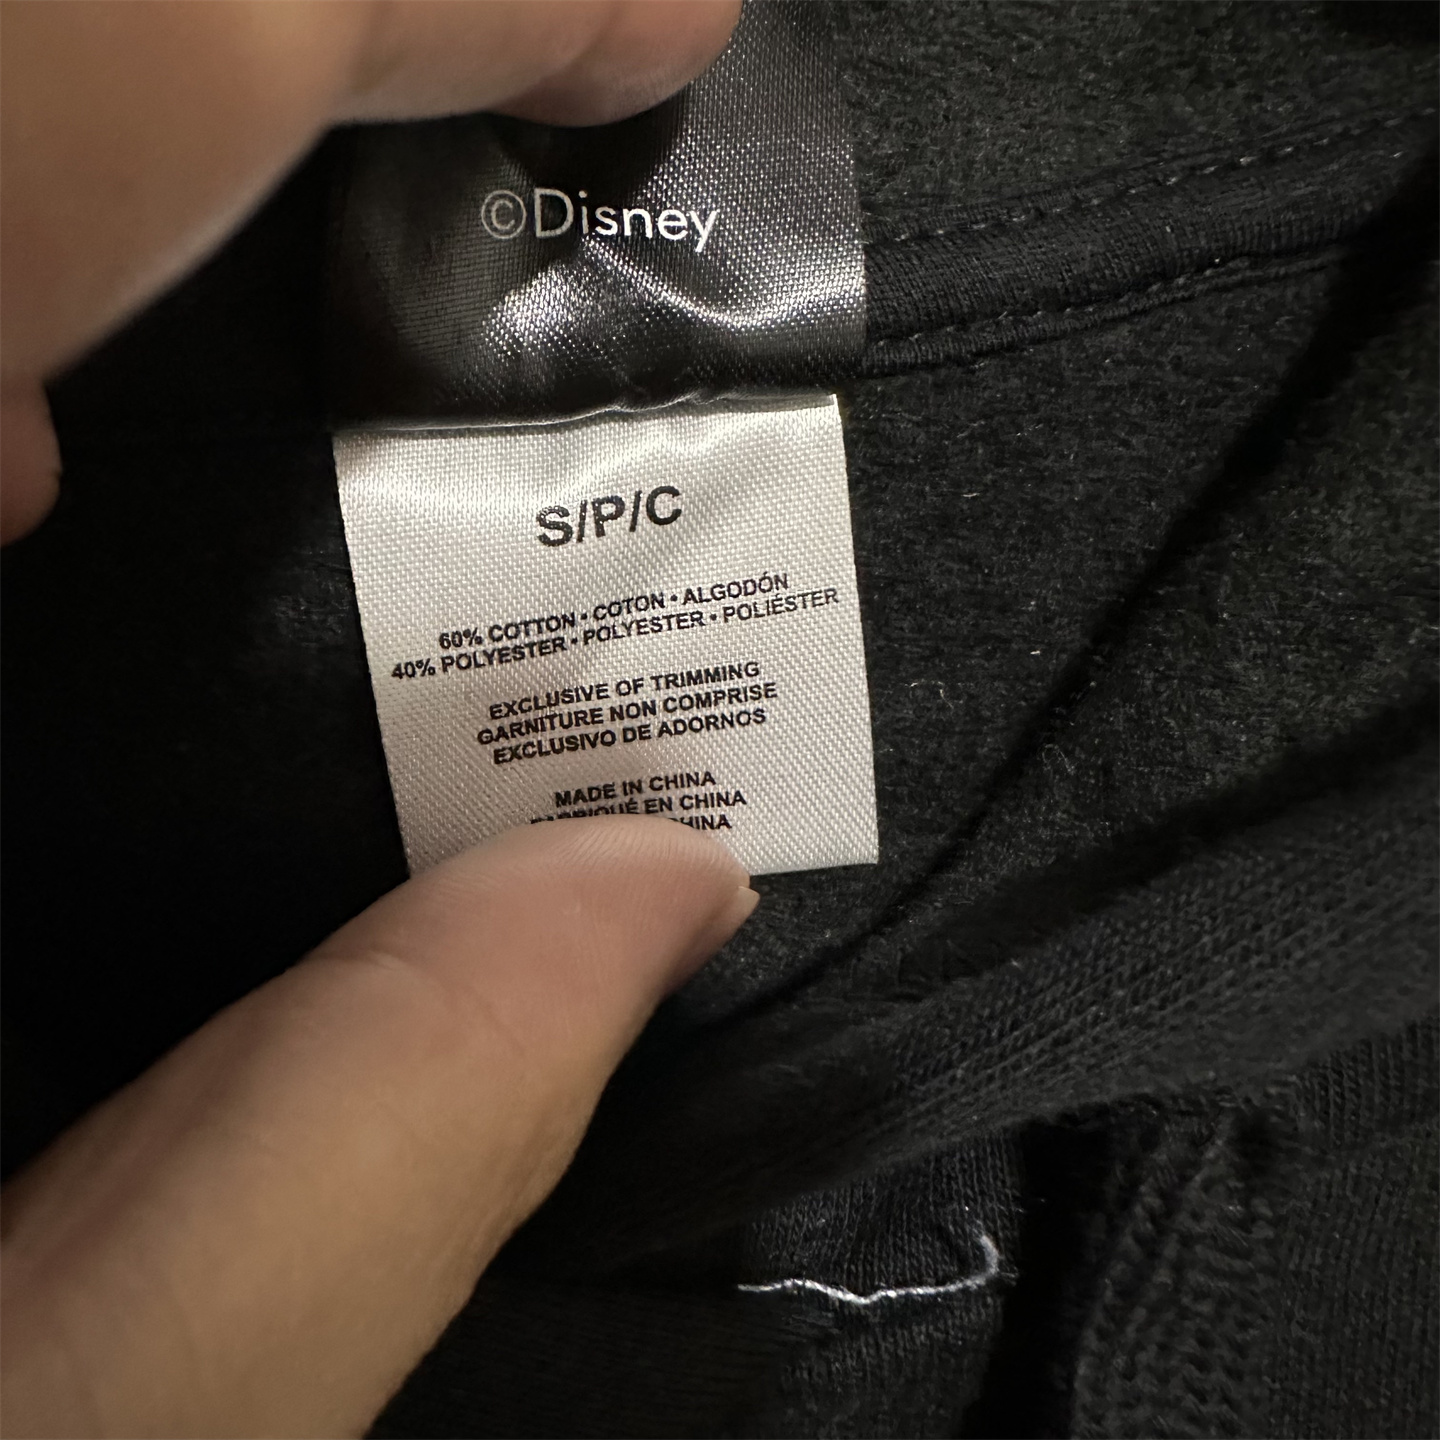 ©Disney
S/P/C
60% COTTON • COTON • ALGODÓN
40% POLYESTER • POLYESTER • POLIÉSTER
EXCLUSIVE OF TRIMMING
GARNITURE NON COMPRISE
EXCLUSIVO DE ADORNOS
MADE IN CHINA
FABRIQUÉ EN CHINA
CHINA